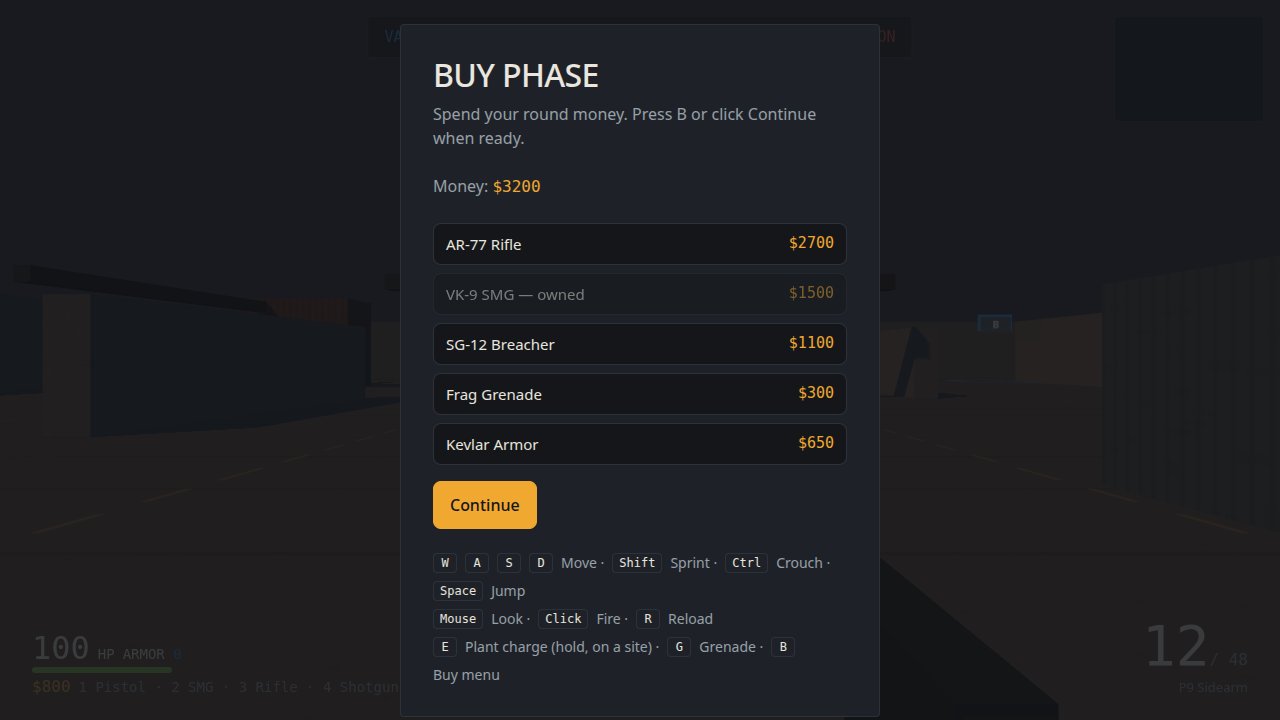 VA
ON
BUY PHASE
Spend your round money. Press B or click Continue
when ready.
Money: $3200
AR-77 Rifle $2700
VK-9 SMG — owned $1500
SG-12 Breacher $1100
Frag Grenade $300
Kevlar Armor $650
Continue
B
W A S D Move · Shift Sprint · Ctrl Crouch ·
Space Jump
Mouse Look · Click Fire · R Reload
E Plant charge (hold, on a site) · G Grenade · B
Buy menu
100 HP ARMOR 0
$800 1 Pistol · 2 SMG · 3 Rifle · 4 Shotgun
12 / 48
P9 Sidearm